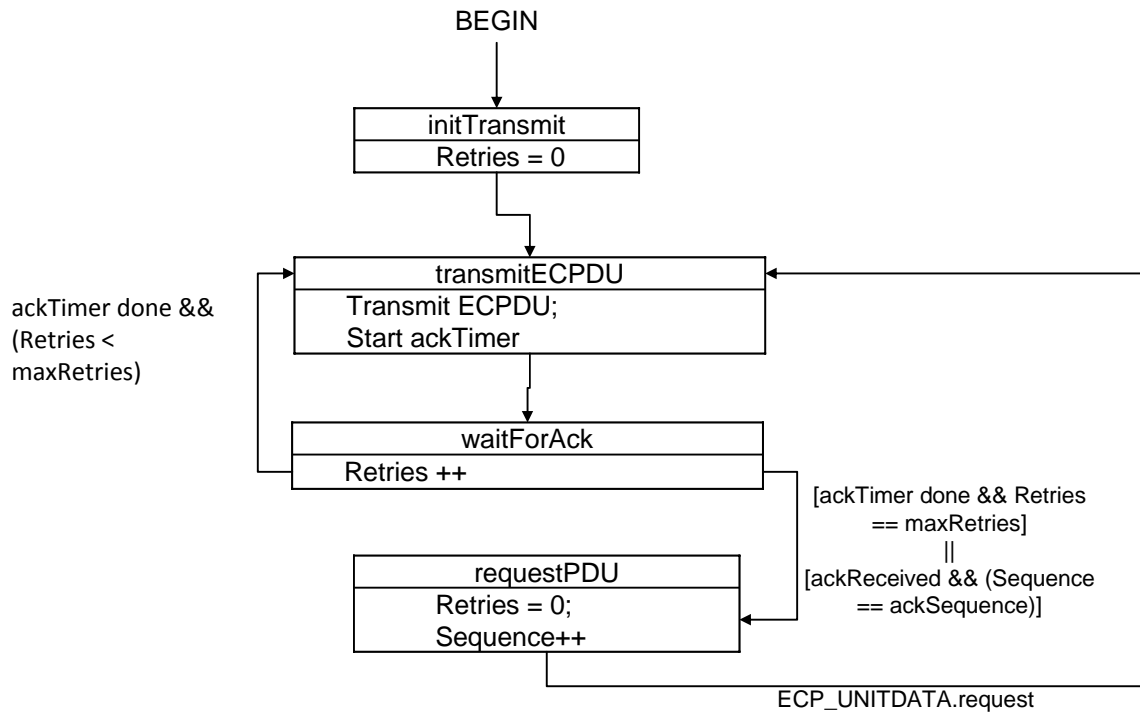 BEGIN
initTransmit
Retries = 0
transmitECPDU
Transmit ECPDU;
Start ackTimer
ackTimer done &&
(Retries <
maxRetries)
waitForAck
Retries ++
[ackTimer done && Retries
== maxRetries]
||
[ackReceived && (Sequence
== ackSequence)]
requestPDU
Retries = 0;
Sequence++
ECP_UNITDATA.request